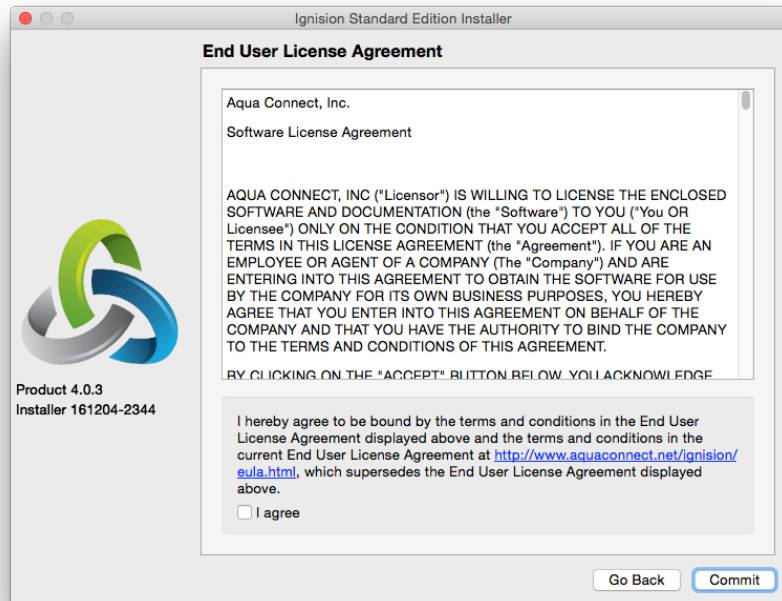 Ignision Standard Edition Installer
End User License Agreement
Aqua Connect, Inc.
Software License Agreement
AQUA CONNECT, INC ("Licensor") IS WILLING TO LICENSE THE ENCLOSED
SOFTWARE AND DOCUMENTATION (the "Software") TO YOU ("You OR
Licensee") ONLY ON THE CONDITION THAT YOU ACCEPT ALL OF THE
TERMS IN THIS LICENSE AGREEMENT (the "Agreement"). IF YOU ARE AN
EMPLOYEE OR AGENT OF A COMPANY (The "Company") AND ARE
ENTERING INTO THIS AGREEMENT TO OBTAIN THE SOFTWARE FOR USE
BY THE COMPANY FOR ITS OWN BUSINESS PURPOSES, YOU HEREBY
AGREE THAT YOU ENTER INTO THIS AGREEMENT ON BEHALF OF THE
COMPANY AND THAT YOU HAVE THE AUTHORITY TO BIND THE COMPANY
TO THE TERMS AND CONDITIONS OF THIS AGREEMENT.
BY CLICKING ON THE "ACCEPT" BUTTON BELOW, YOU ACKNOWLEDGE
Product 4.0.3
Installer 161204-2344
I hereby agree to be bound by the terms and conditions in the End User
License Agreement displayed above and the terms and conditions in the
current End User License Agreement at http://www.aquaconnect.net/ignision/
eula.html, which supersedes the End User License Agreement displayed
above.
I agree
Go Back
Commit